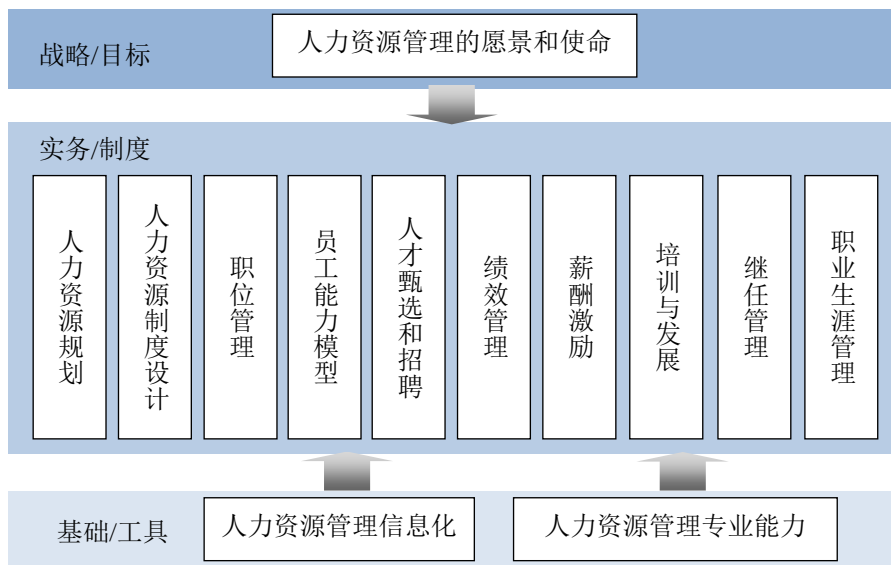 战略/目标
人力资源管理的愿景和使命
实务/制度
人力资源规划
人力资源制度设计
职位管理
员工能力模型
人才甄选和招聘
绩效管理
薪酬激励
培训与发展
继任管理
职业生涯管理
基础/工具
人力资源管理信息化
人力资源管理专业能力